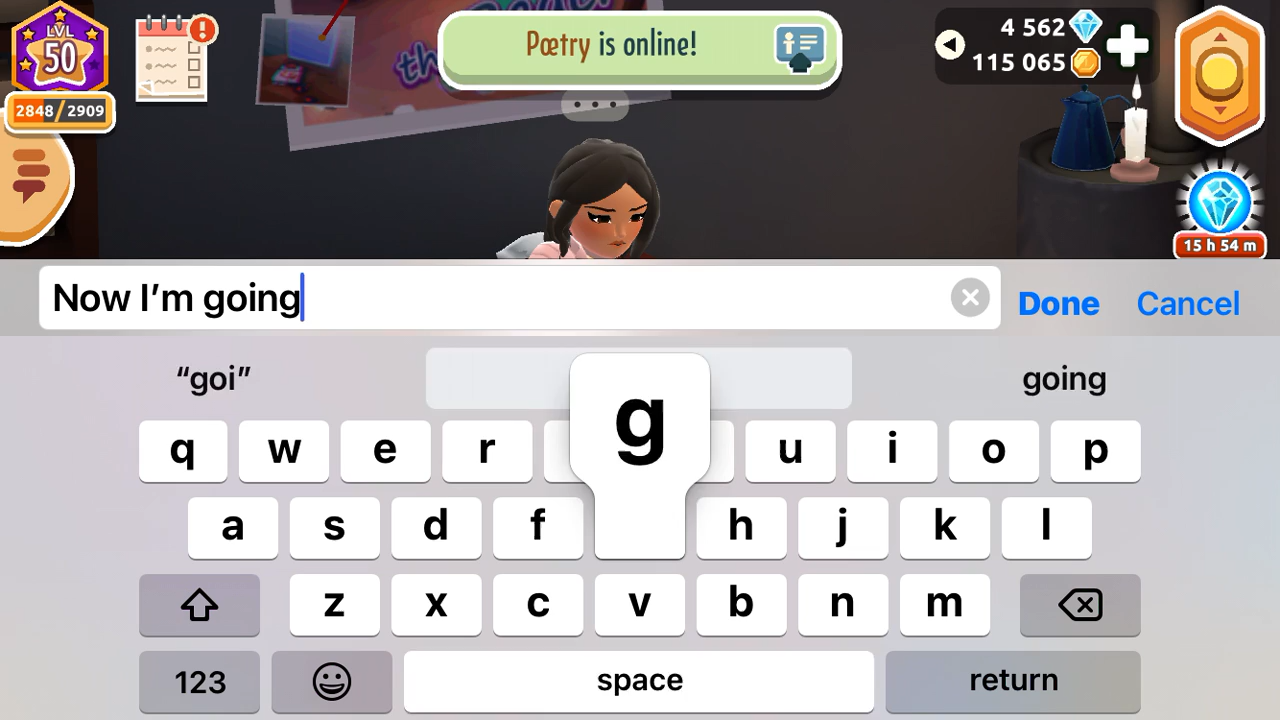 LVL
50
2848 / 2909
Pœtry is online!
4 562
115 065
15 h 54 m
Now I’m going
Done
Cancel
“goi”
going
g
q w e r u i o p
a s d f h j k l
z x c v b n m
123
space
return